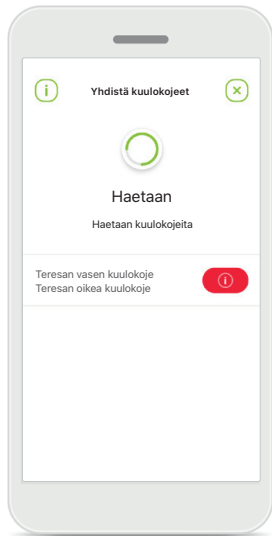 Yhdistä kuulokojeet
Haetaan
Haetaan kuulokojeita
Teresan vasen kuulokoje
Teresan oikea kuulokoje